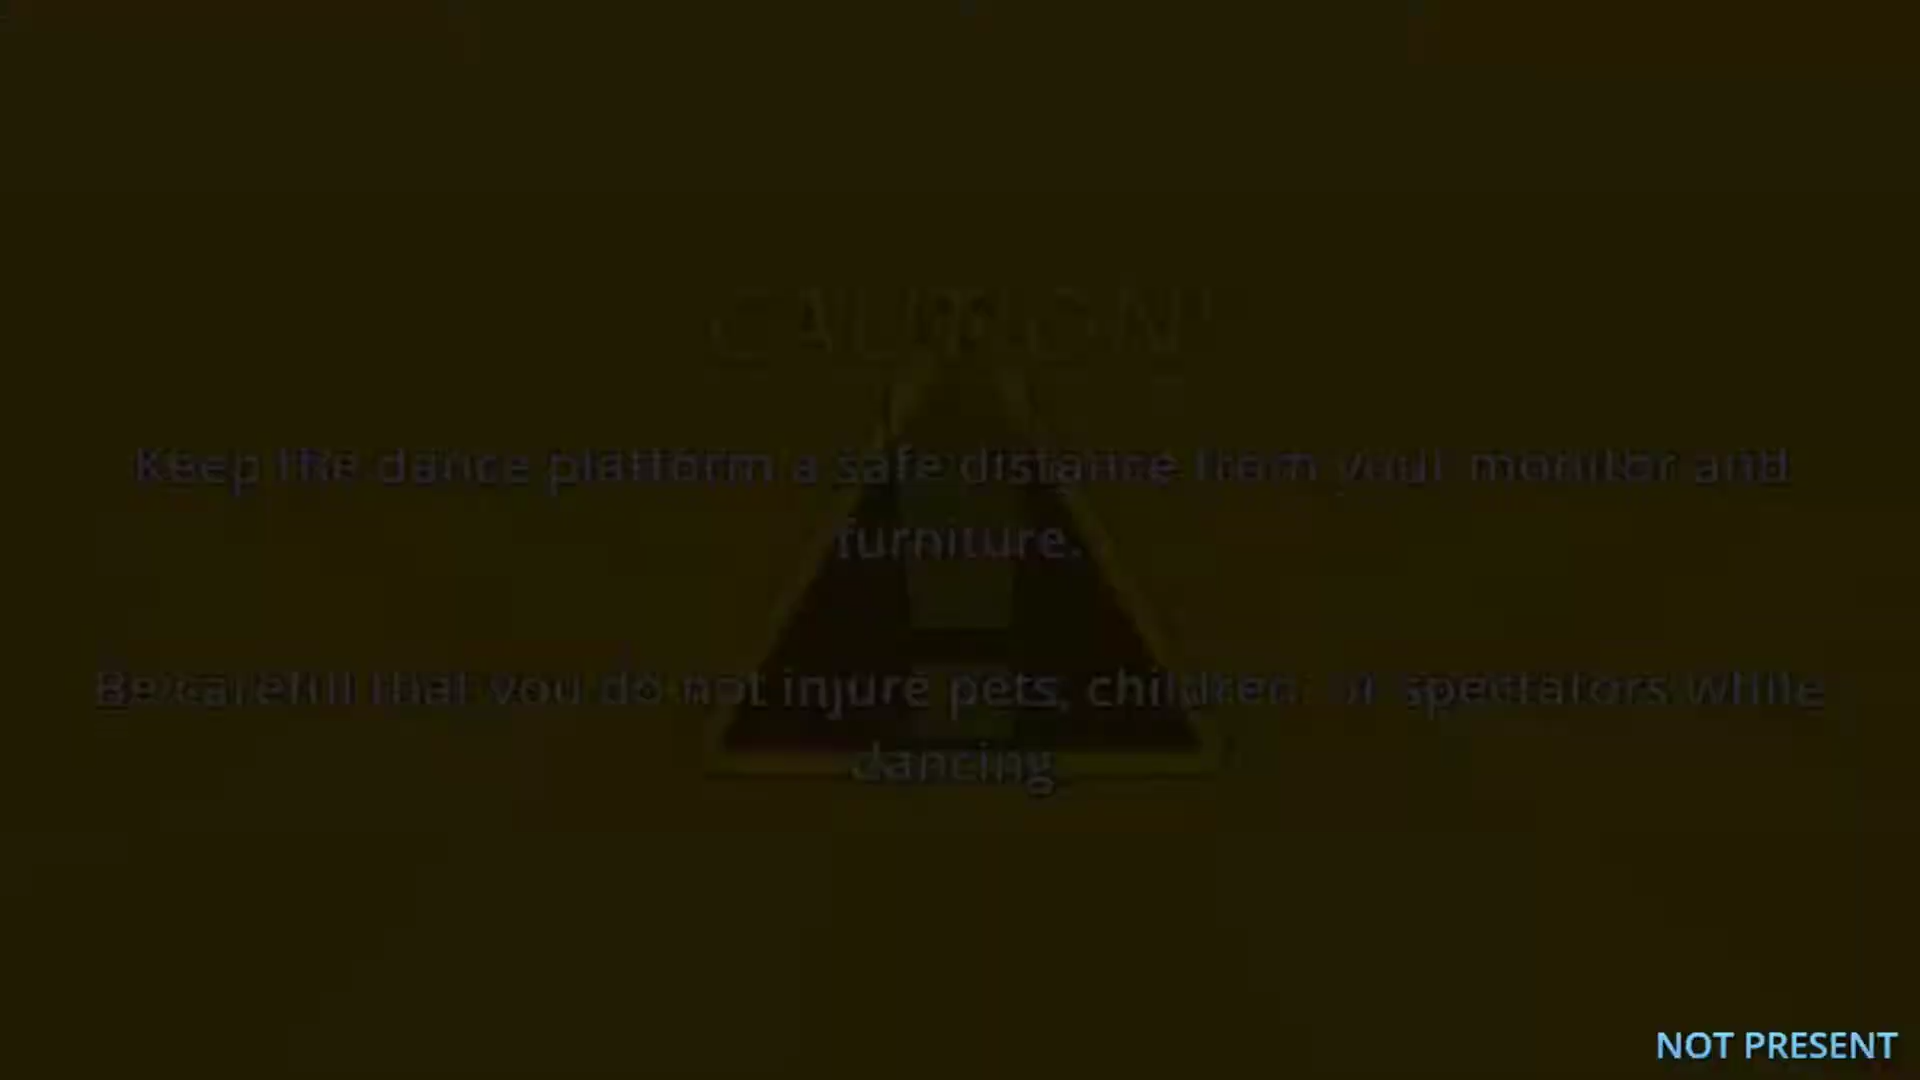 CAUTION
Keep the dance platform a safe distance from your monitor and
furniture.
Be careful that you do not injure pets, children, or spectators while
dancing.
NOT PRESENT